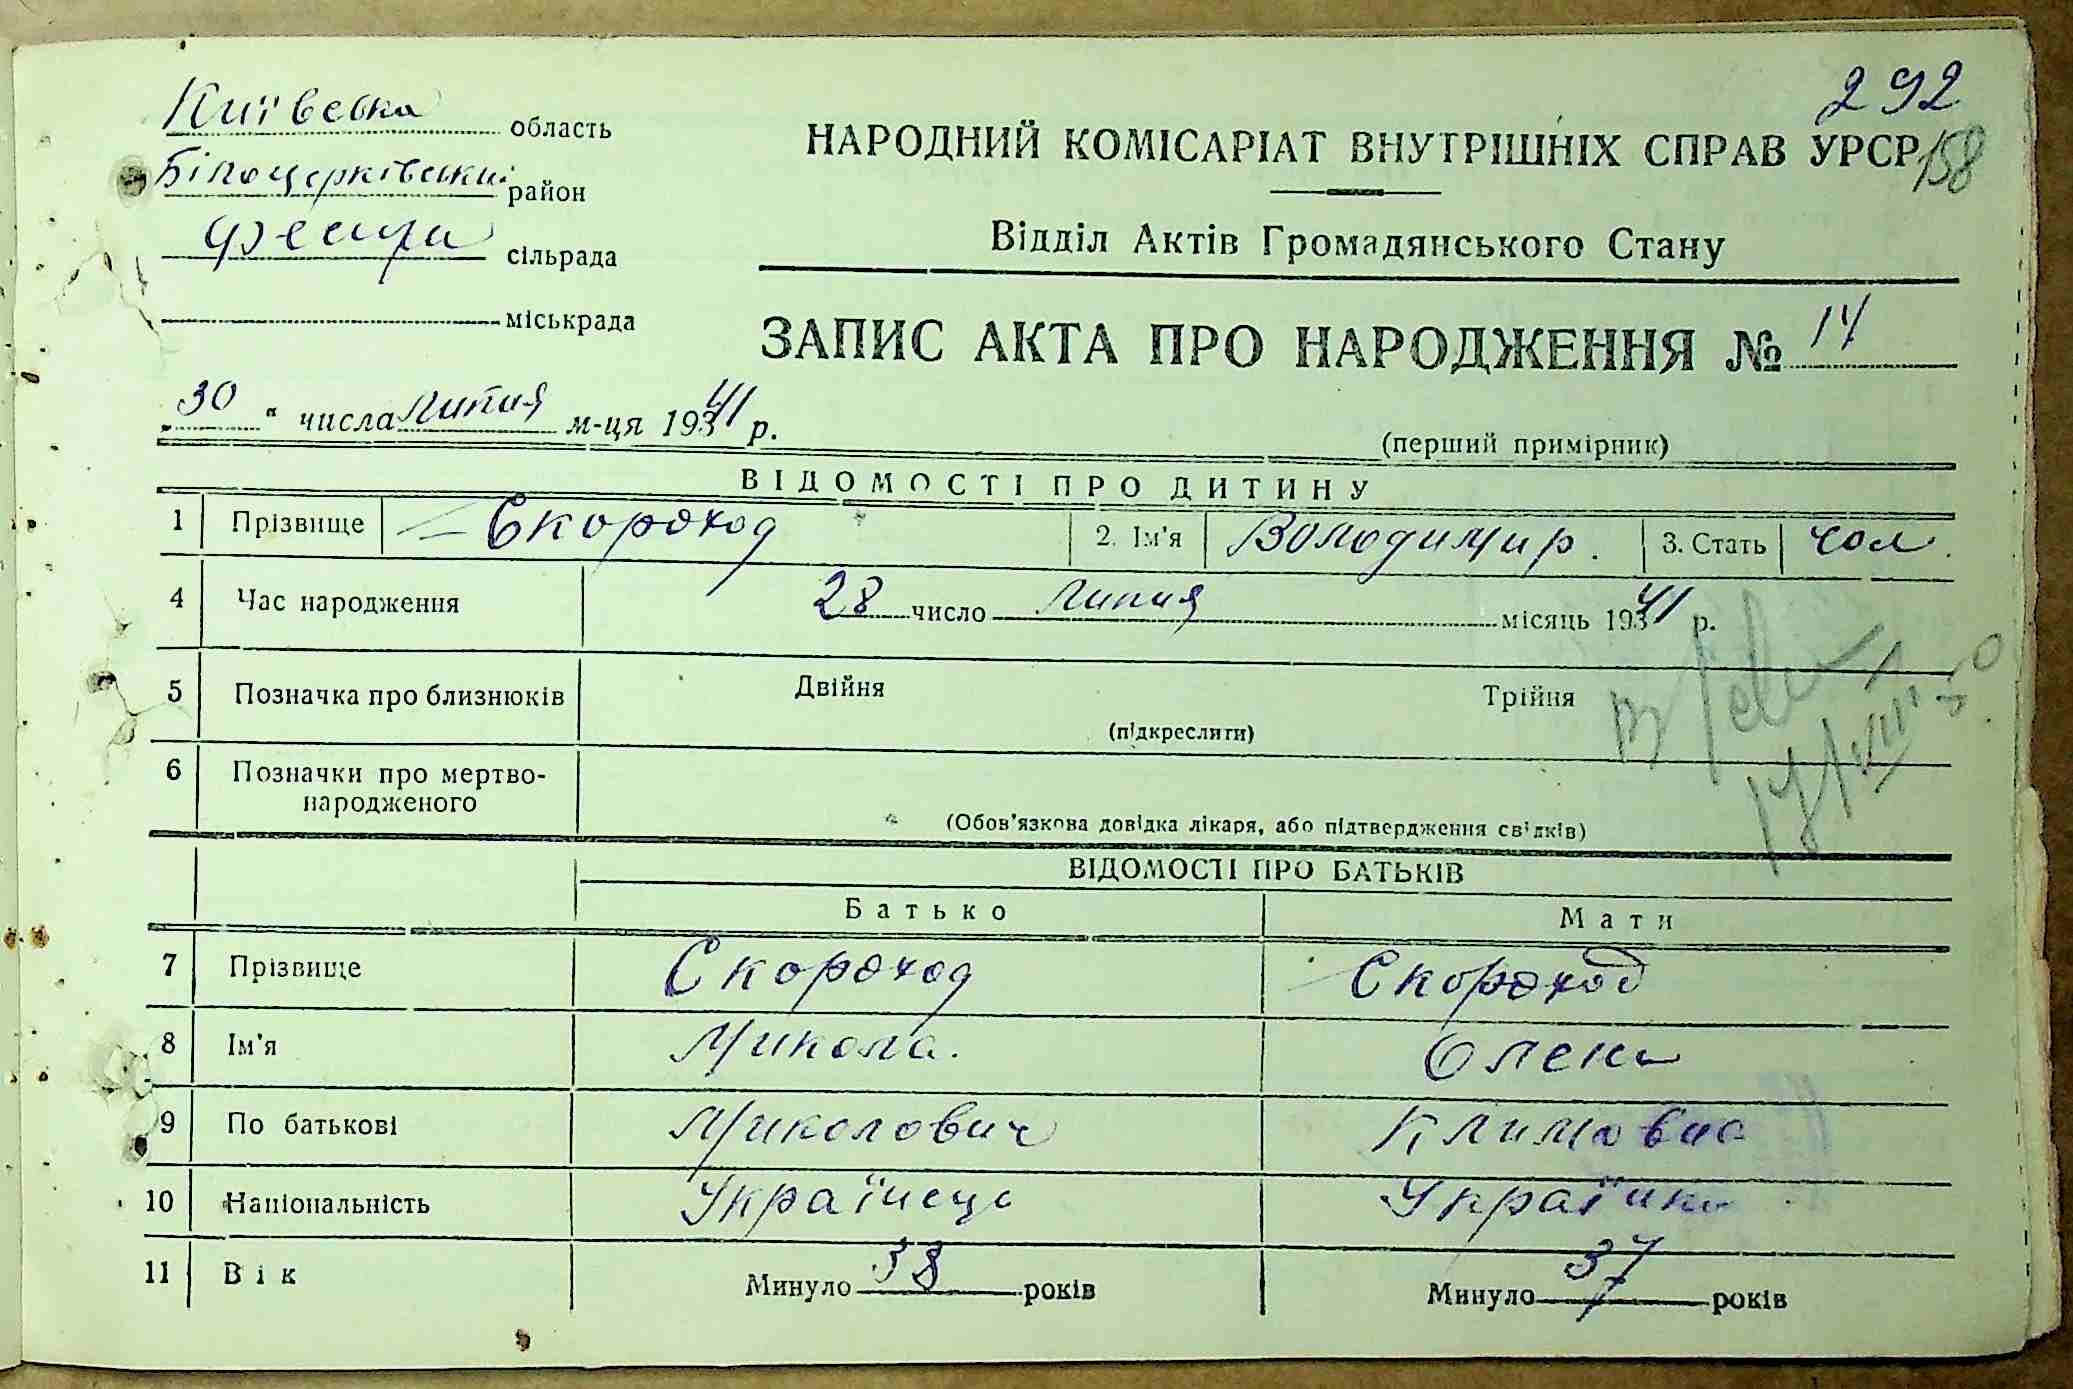 292
Київська область
НАРОДНИЙ КОМІСАРІАТ ВНУТРІШНІХ СПРАВ УРСР
158
Білоцерківський район
Фесюри сільрада
Відділ Актів Громадянського Стану
міськрада
ЗАПИС АКТА ПРО НАРОДЖЕННЯ № 14
„30“ числа липня м-ця 1941 р.
(перший примірник)
ВІДОМОСТІ ПРО ДИТИНУ
1 Прізвище Скороход 2. Ім'я Володимир. 3. Стать чол.
4 Час народження 28 число липня місяць 1941 р.
5 Позначка про близнюків Двійня Трійня
(підкреслити)
6 Позначки про мертво-
народженого
(Обов'язкова довідка лікаря, або підтвердження свідків)
ВІДОМОСТІ ПРО БАТЬКІВ
Батько Мати
7 Прізвище Скороход Скороход
8 Ім'я Микола. Олена
9 По батькові Миколович Климовна
10 Національність Українець Українка
11 Вік Минуло 38 років Минуло 37 років